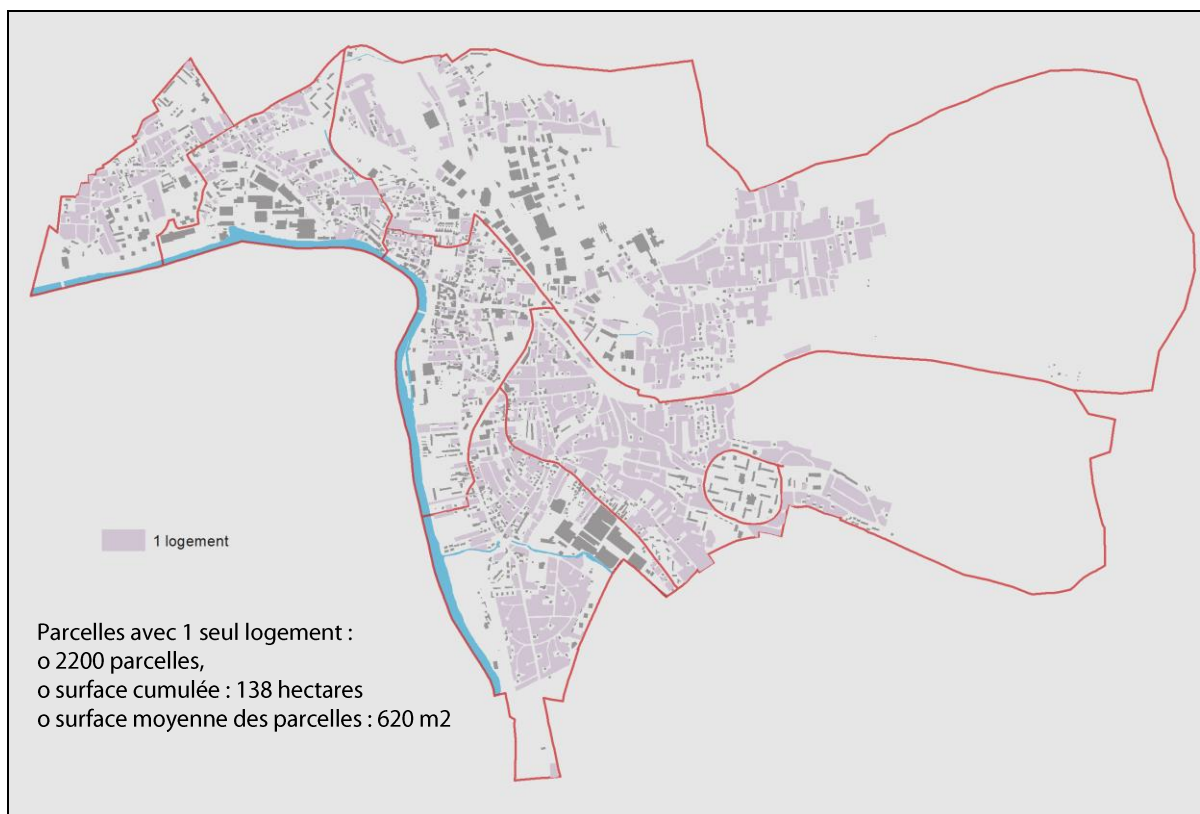 1 logement
Parcelles avec 1 seul logement :
o 2200 parcelles,
o surface cumulée : 138 hectares
o surface moyenne des parcelles : 620 m2